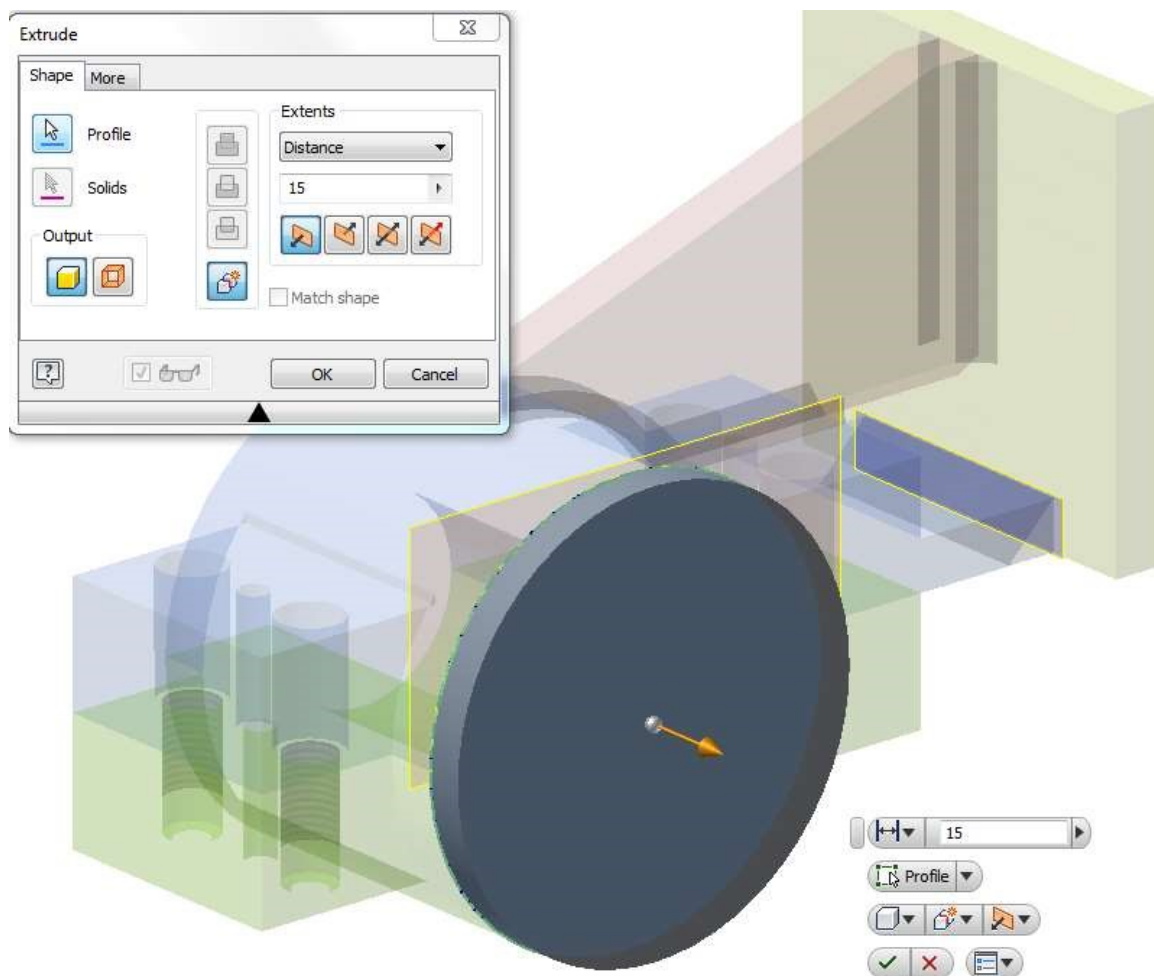 Extrude
Shape
More
Profile
Solids
Output
Extents
Distance
15
Match shape
?
OK
Cancel
15
Profile